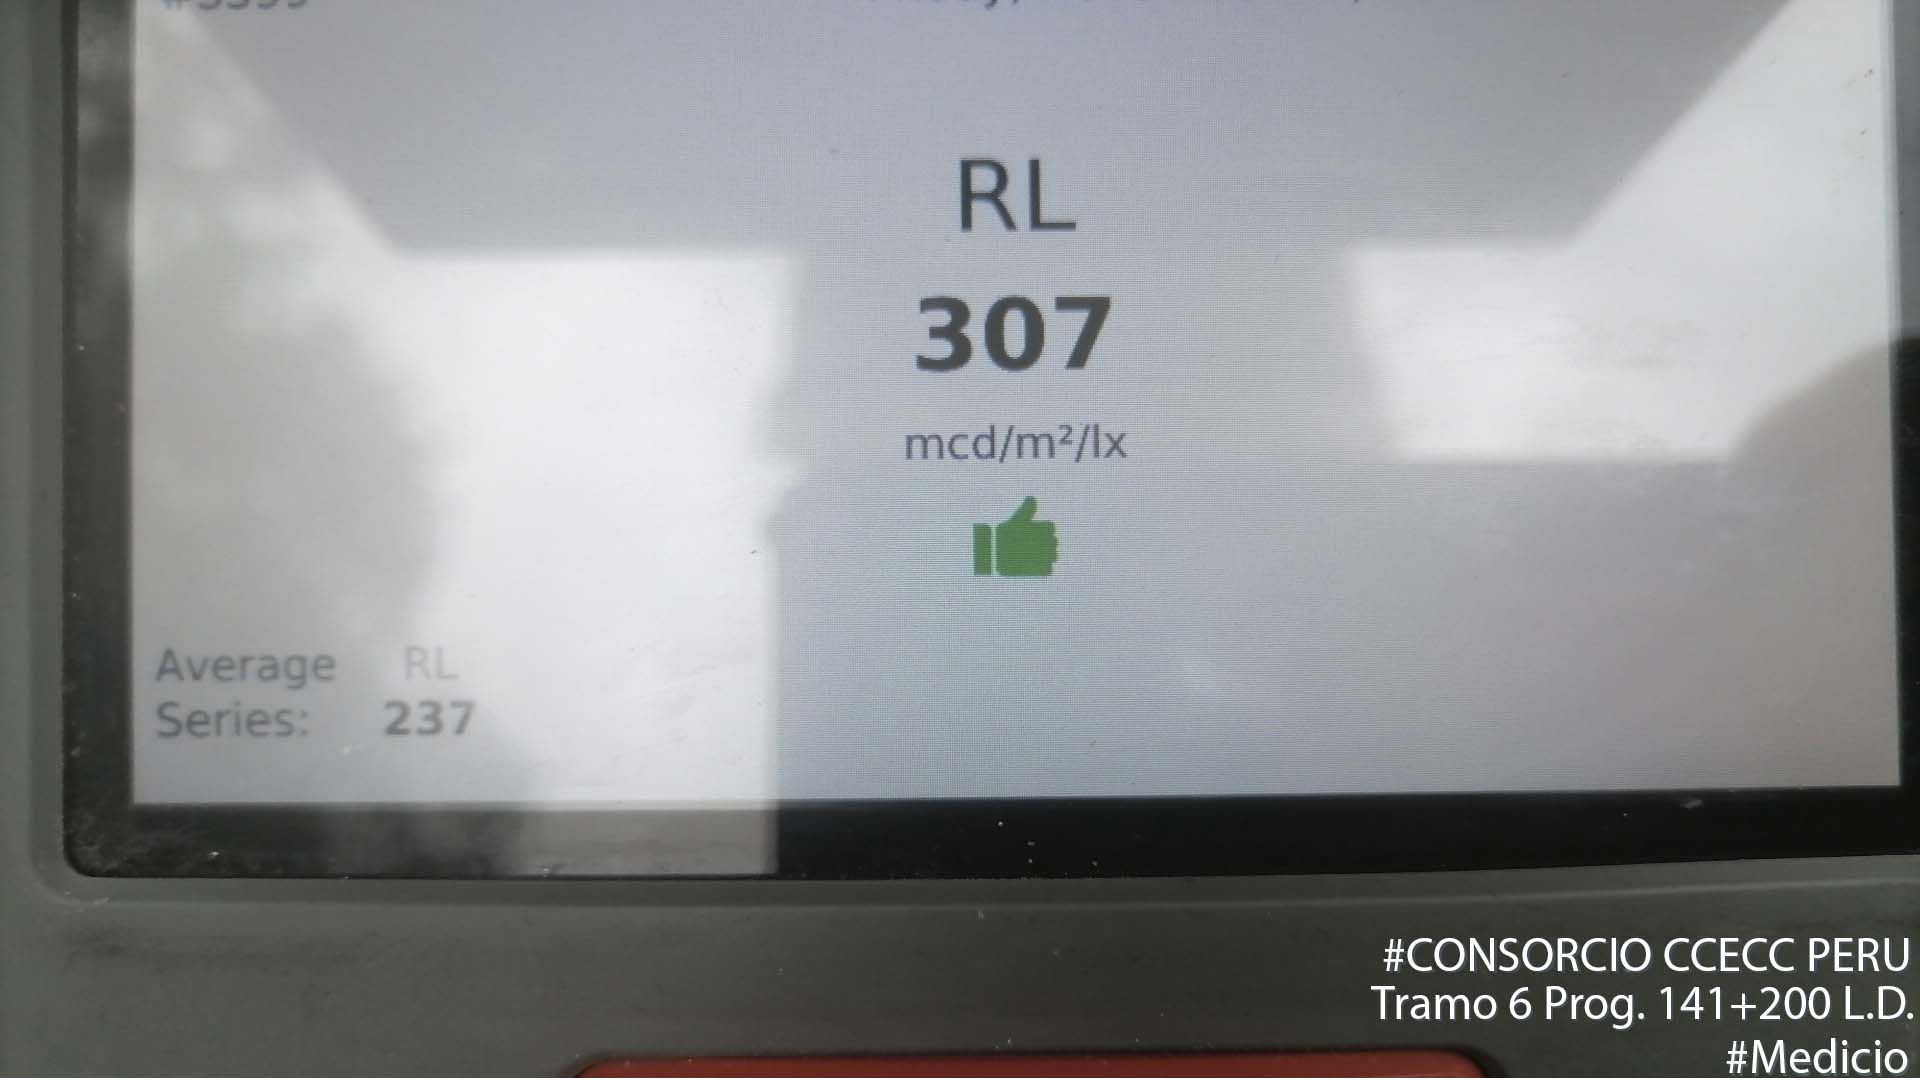 RL
307
mcd/m²/lx
Average RL
Series: 237
#CONSORCIO CCECC PERU
Tramo 6 Prog. 141+200 L.D.
#Medicio